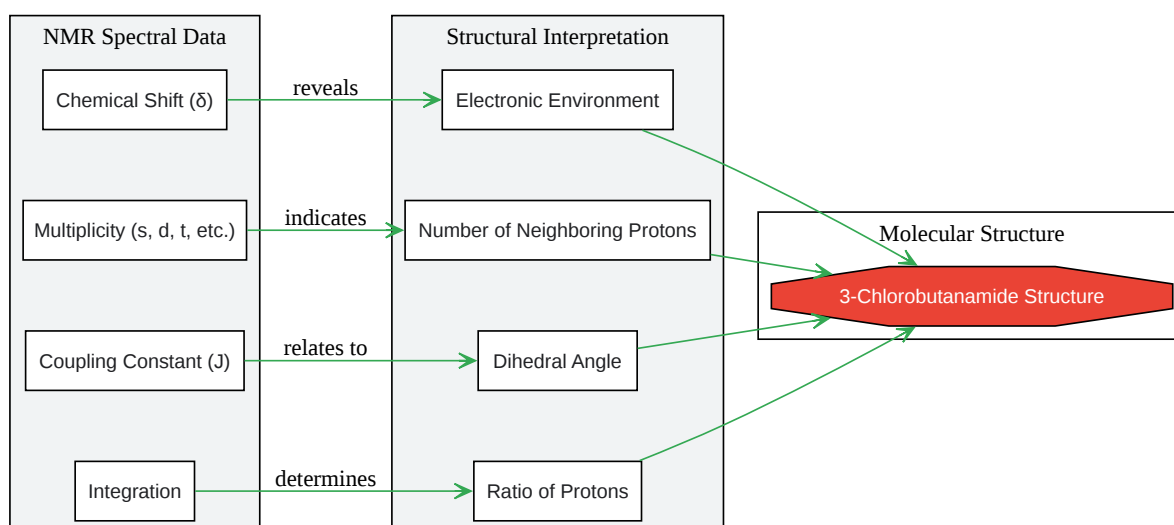 NMR Spectral Data
Structural Interpretation
Chemical Shift (δ)
reveals
Electronic Environment
Multiplicity (s, d, t, etc.)
indicates
Number of Neighboring Protons
Molecular Structure
3-Chlorobutanamide Structure
Coupling Constant (J)
relates to
Dihedral Angle
Integration
determines
Ratio of Protons